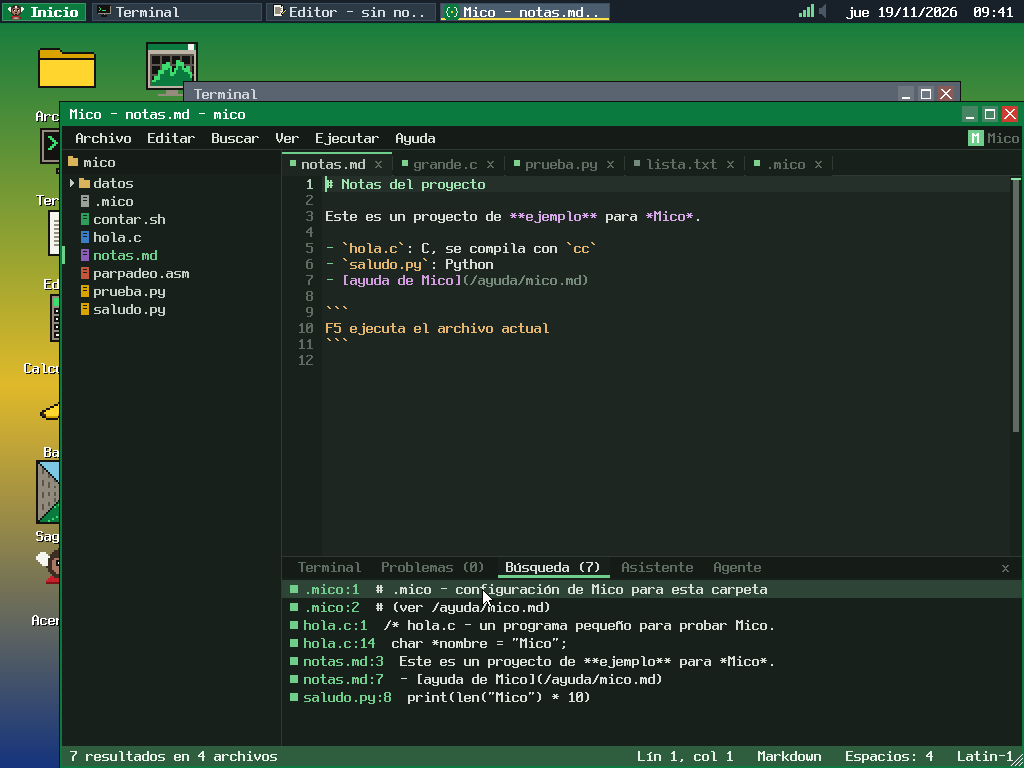 Inicio
Terminal
Editor - sin no..
Mico - notas.md..
jue 19/11/2026 09:41
Terminal
Mico - notas.md - mico
Archivo Editar Buscar Ver Ejecutar Ayuda
M Mico
mico
datos
.mico
contar.sh
hola.c
notas.md
parpadeo.asm
prueba.py
saludo.py
notas.md × grande.c × prueba.py × lista.txt × .mico ×
1 # Notas del proyecto
2
3 Este es un proyecto de **ejemplo** para *Mico*.
4
5 - `hola.c`: C, se compila con `cc`
6 - `saludo.py`: Python
7 - [ayuda de Mico](/ayuda/mico.md)
8
9 ```
10 F5 ejecuta el archivo actual
11 ```
12
Terminal Problemas (0) Búsqueda (7) Asistente Agente ×
.mico:1 # .mico - configuración de Mico para esta carpeta
.mico:2 # (ver /ayuda/mico.md)
hola.c:1 /* hola.c - un programa pequeño para probar Mico.
hola.c:14 char *nombre = "Mico";
notas.md:3 Este es un proyecto de **ejemplo** para *Mico*.
notas.md:7 - [ayuda de Mico](/ayuda/mico.md)
saludo.py:8 print(len("Mico") * 10)
7 resultados en 4 archivos
Lín 1, col 1 Markdown Espacios: 4 Latin-1
Arc
Ter
Ed
Calc
Ba
Sag
Acer